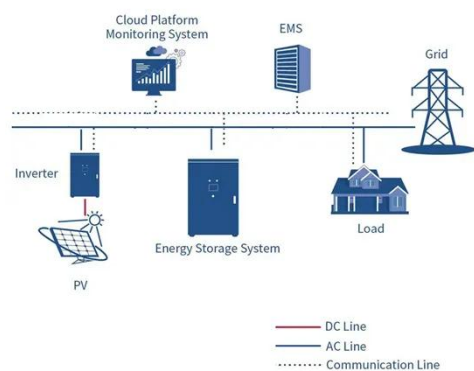 Cloud Platform
Monitoring System
EMS
Grid
Inverter
Energy Storage System
Load
PV
DC Line
AC Line
Communication Line